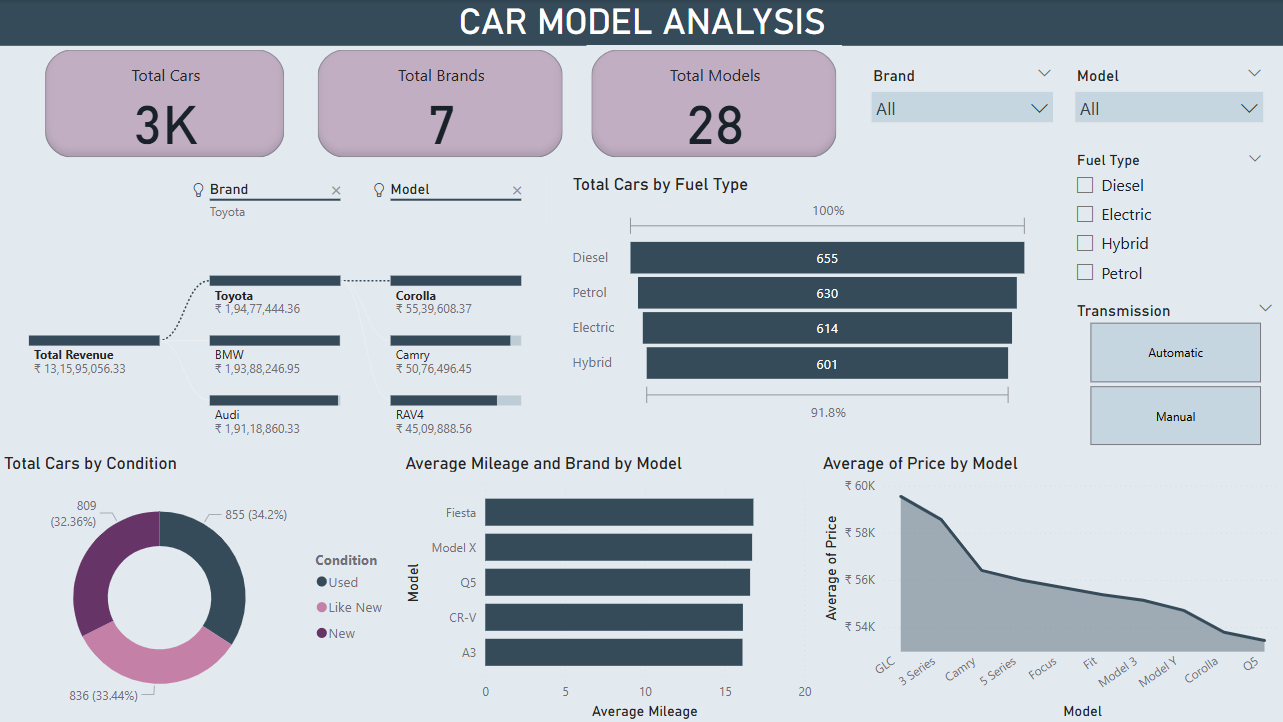 CAR MODEL ANALYSIS
Total Cars
3K
Total Brands
7
Total Models
28
Brand
All
Model
All
Fuel Type
Diesel
Electric
Hybrid
Petrol
Transmission
Automatic
Manual
Brand
Toyota
Model
Total Revenue
₹ 13,15,95,056.33
Toyota
₹ 1,94,77,444.36
BMW
₹ 1,93,88,246.95
Audi
₹ 1,91,18,860.33
Corolla
₹ 55,39,608.37
Camry
₹ 50,76,496.45
RAV4
₹ 45,09,888.56
Total Cars by Fuel Type
100%
Diesel 655
Petrol 630
Electric 614
Hybrid 601
91.8%
Total Cars by Condition
809
(32.36%)
855 (34.2%)
836 (33.44%)
Condition
Used
Like New
New
Average Mileage and Brand by Model
Model
Fiesta
Model X
Q5
CR-V
A3
0 5 10 15 20
Average Mileage
Average of Price by Model
Average of Price
₹ 60K
₹ 58K
₹ 56K
₹ 54K
GLC 3 Series Camry 5 Series Focus Fit Model 3 Model Y Corolla Q5
Model